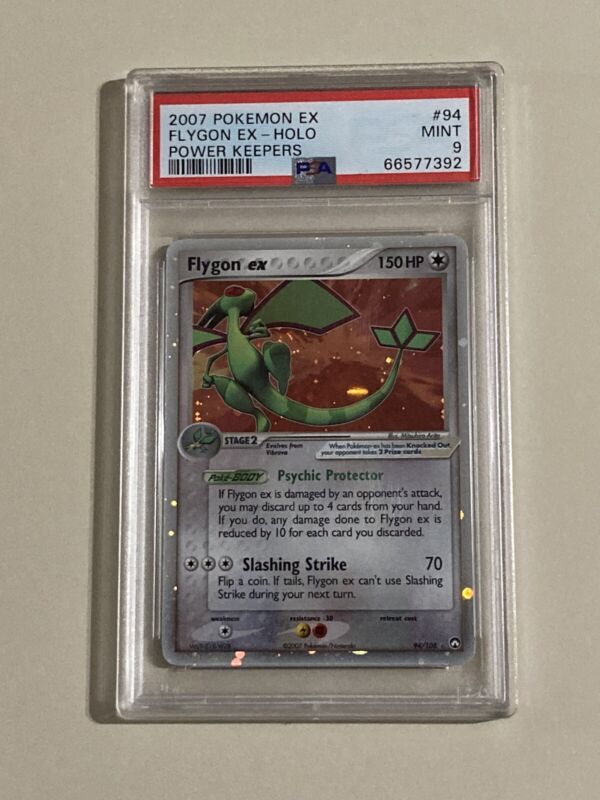 2007 POKEMON EX #94
FLYGON EX - HOLO MINT
POWER KEEPERS 9
PSA 66577392
Flygon ex 150 HP
Illus. Mitsuhiro Arita
STAGE 2 Evolves from
Vibrava
When Pokémon-ex has been Knocked Out,
your opponent takes 2 Prize cards.
Poké-BODY Psychic Protector
If Flygon ex is damaged by an opponent's attack,
you may discard up to 4 cards from your hand.
If you do, any damage done to Flygon ex is
reduced by 10 for each card you discarded.
Slashing Strike 70
Flip a coin. If tails, Flygon ex can't use Slashing
Strike during your next turn.
weakness resistance -30 retreat cost
©2007 Pokémon/Nintendo 94/108